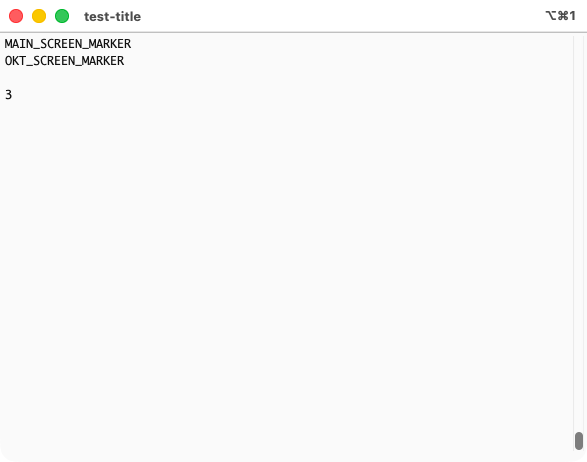 test-title
⌥⌘1
MAIN_SCREEN_MARKER
OKT_SCREEN_MARKER
3